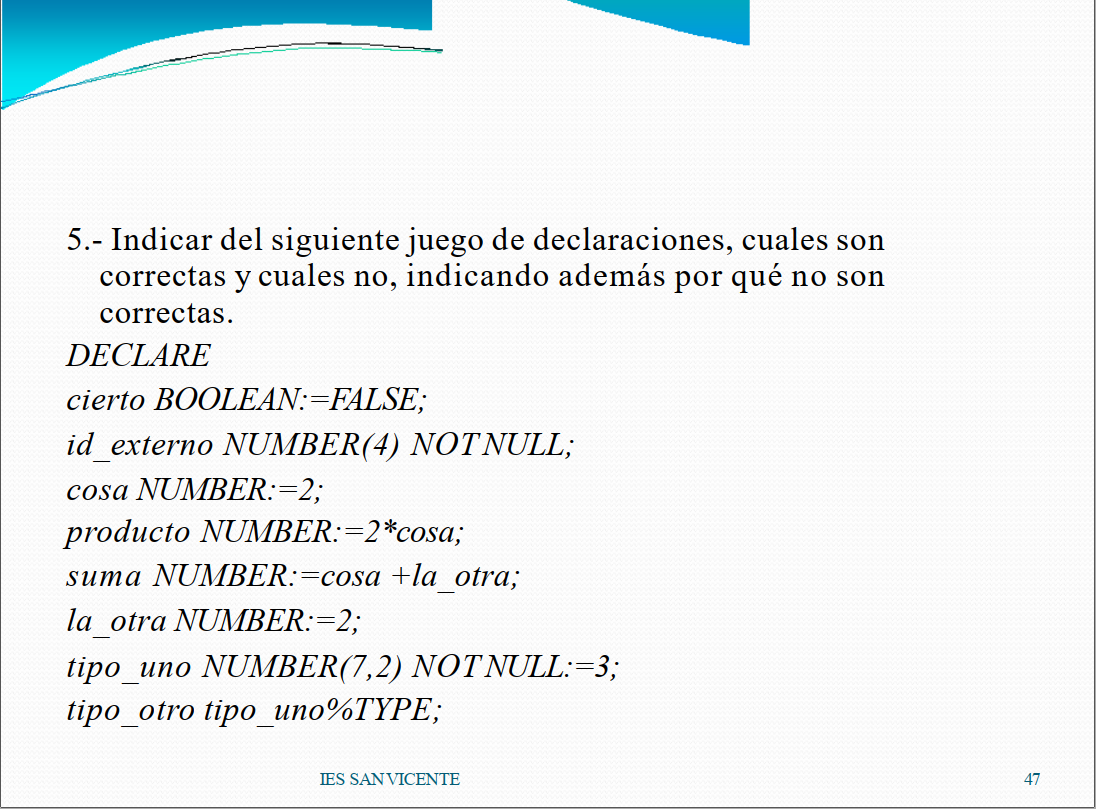 5.- Indicar del siguiente juego de declaraciones, cuales son
correctas y cuales no, indicando además por qué no son
correctas.
DECLARE
cierto BOOLEAN:=FALSE;
id_externo NUMBER(4) NOT NULL;
cosa NUMBER:=2;
producto NUMBER:=2*cosa;
suma NUMBER:=cosa +la_otra;
la_otra NUMBER:=2;
tipo_uno NUMBER(7,2) NOT NULL:=3;
tipo_otro tipo_uno%TYPE;
IES SAN VICENTE
47